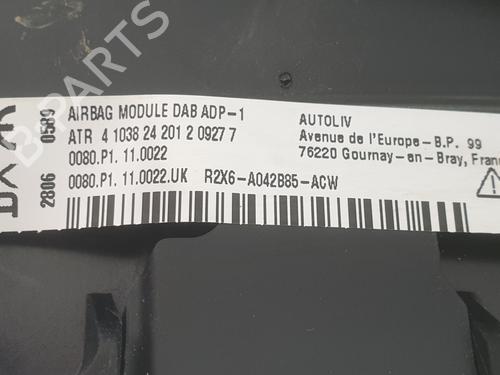 AIRBAG MODULE DAB ADP-1
ATR 4 1038 24 201 2 0927 7
0080.P1. 11.0022
0080.P1. 11.0022.UK R2X6-A042B85-ACW
AUTOLIV
Avenue de l'Europe-B.P. 99
76220 Gournay-en-Bray, Fran
2806 0589
B-PARTS